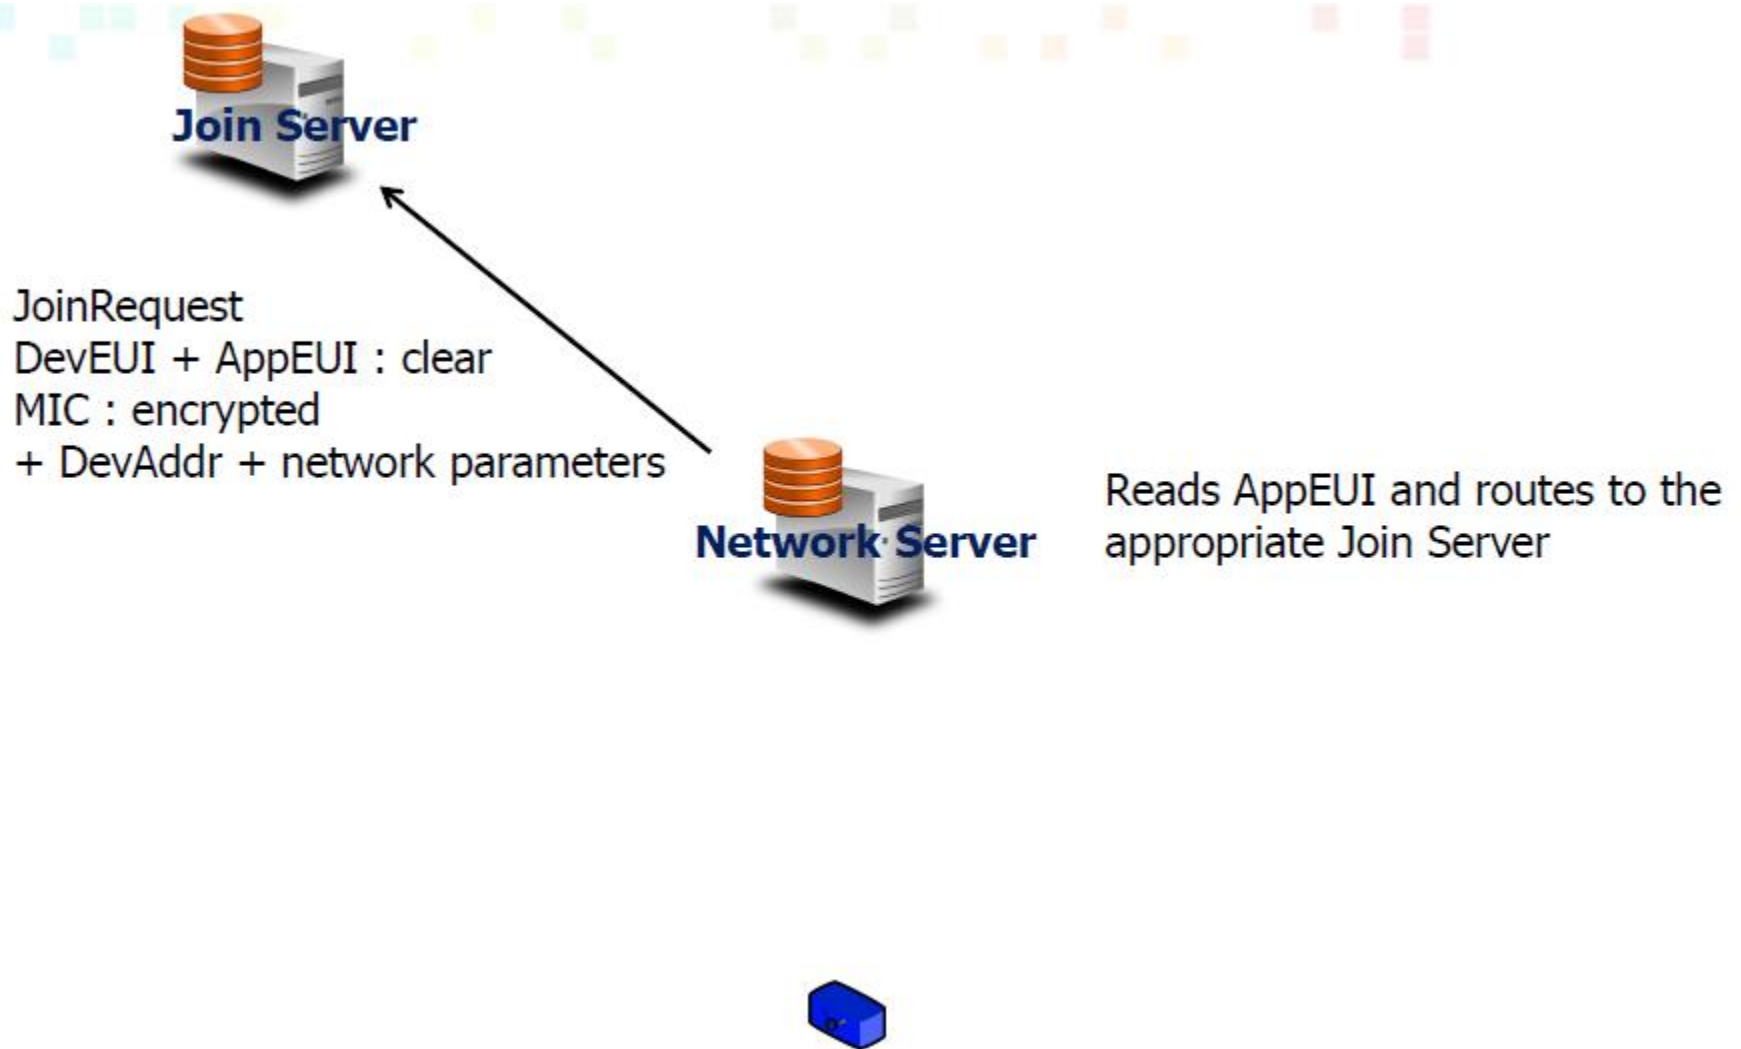 Join Server
JoinRequest
DevEUI + AppEUI : clear
MIC : encrypted
+ DevAddr + network parameters
Network Server
Reads AppEUI and routes to the
appropriate Join Server